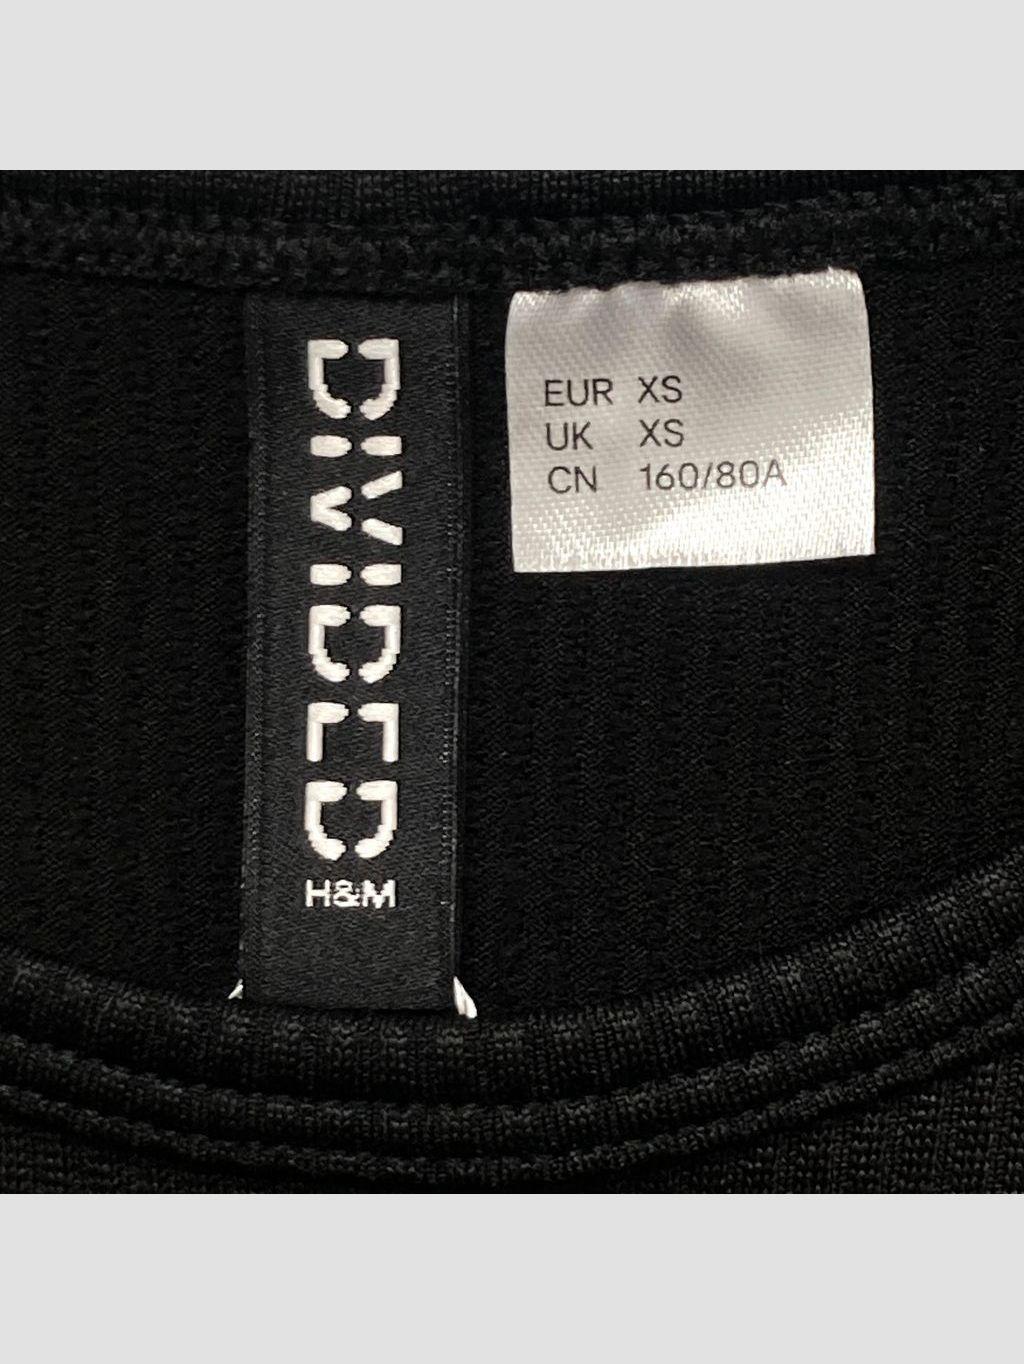 DIVIDED
H&M
EUR XS
UK XS
CN 160/80A